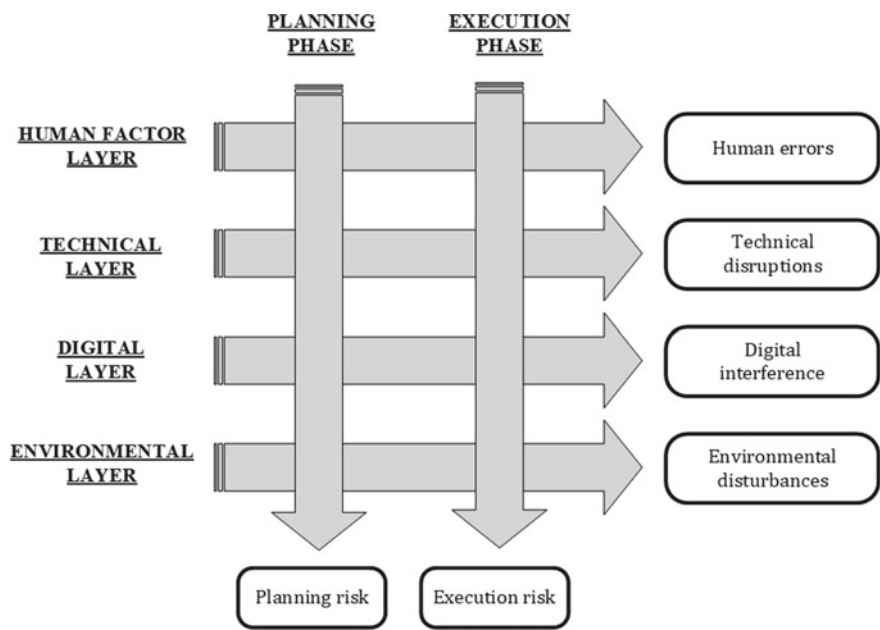 PLANNING
PHASE
EXECUTION
PHASE
HUMAN FACTOR
LAYER
Human errors
TECHNICAL
LAYER
Technical
disruptions
DIGITAL
LAYER
Digital
interference
ENVIRONMENTAL
LAYER
Environmental
disturbances
Planning risk
Execution risk